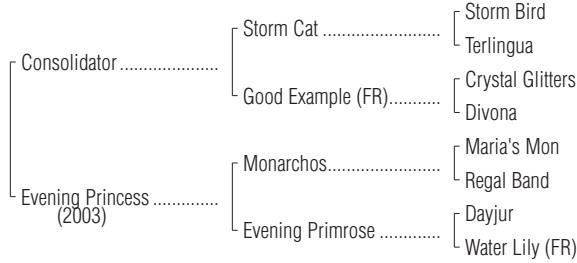 Storm Bird
Storm Cat ......................
Terlingua
Consolidator ....................
Crystal Glitters
Good Example (FR)...........
Divona
Maria's Mon
Monarchos......................
Regal Band
Evening Princess .............
(2003)
Dayjur
Evening Primrose ............
Water Lily (FR)